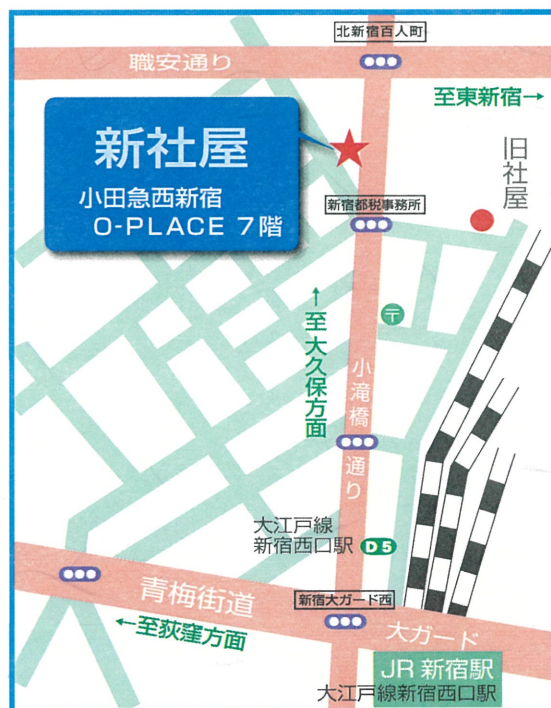 北新宿百人町
職安通り
至東新宿→
新社屋
小田急西新宿
O-PLACE 7階
旧社屋
新宿都税事務所
〒
↑至大久保方面
小滝橋通り
大江戸線
新宿西口駅 D5
青梅街道
新宿大ガード西
←至荻窪方面
大ガード
JR 新宿駅
大江戸線新宿西口駅